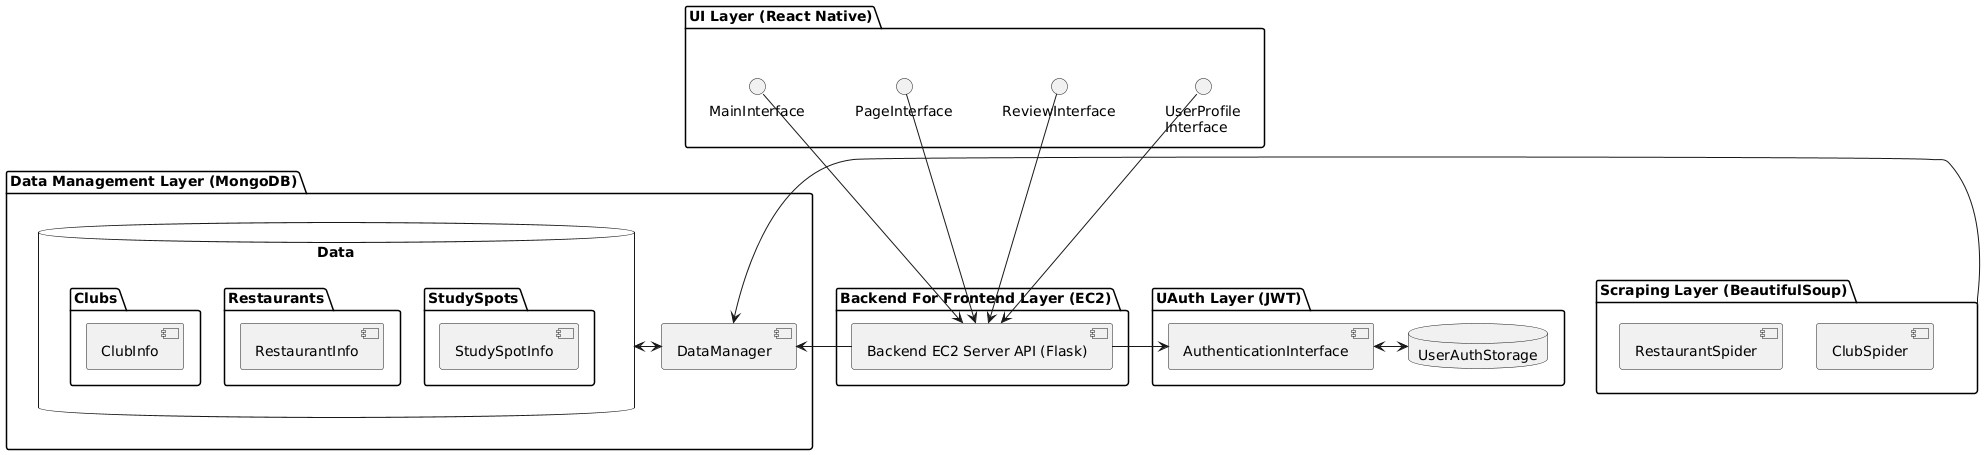 UI Layer (React Native)
MainInterface
PageInterface
ReviewInterface
UserProfile
Interface
Data Management Layer (MongoDB)
Data
Clubs
ClubInfo
Restaurants
RestaurantInfo
StudySpots
StudySpotInfo
DataManager
Backend For Frontend Layer (EC2)
Backend EC2 Server API (Flask)
UAuth Layer (JWT)
AuthenticationInterface
UserAuthStorage
Scraping Layer (BeautifulSoup)
RestaurantSpider
ClubSpider